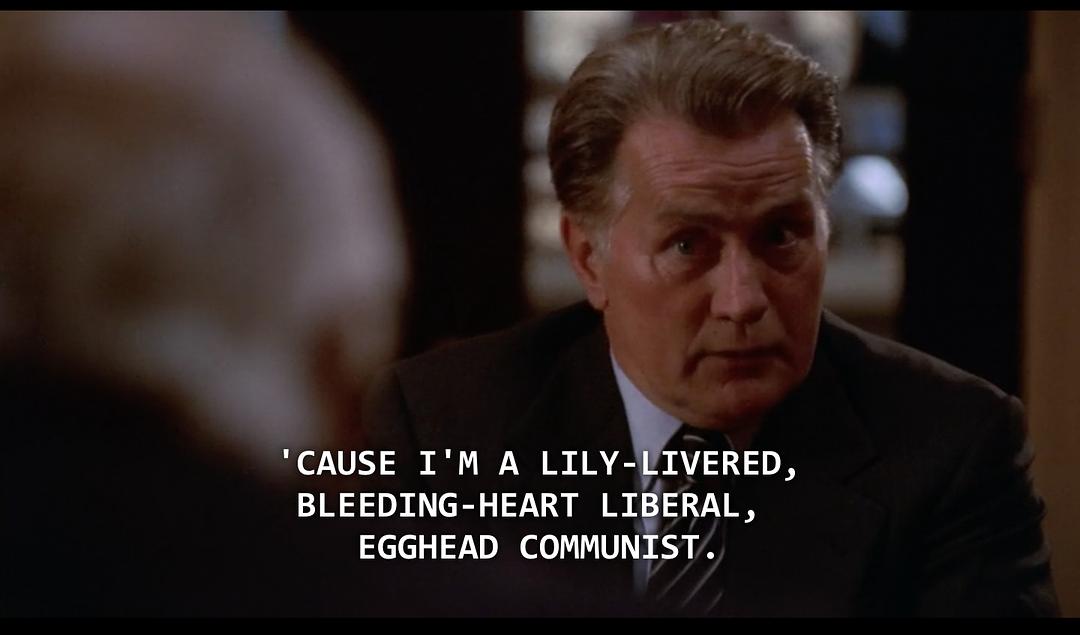 'CAUSE I'M A LILY-LIVERED,
BLEEDING-HEART LIBERAL,
EGGHEAD COMMUNIST.